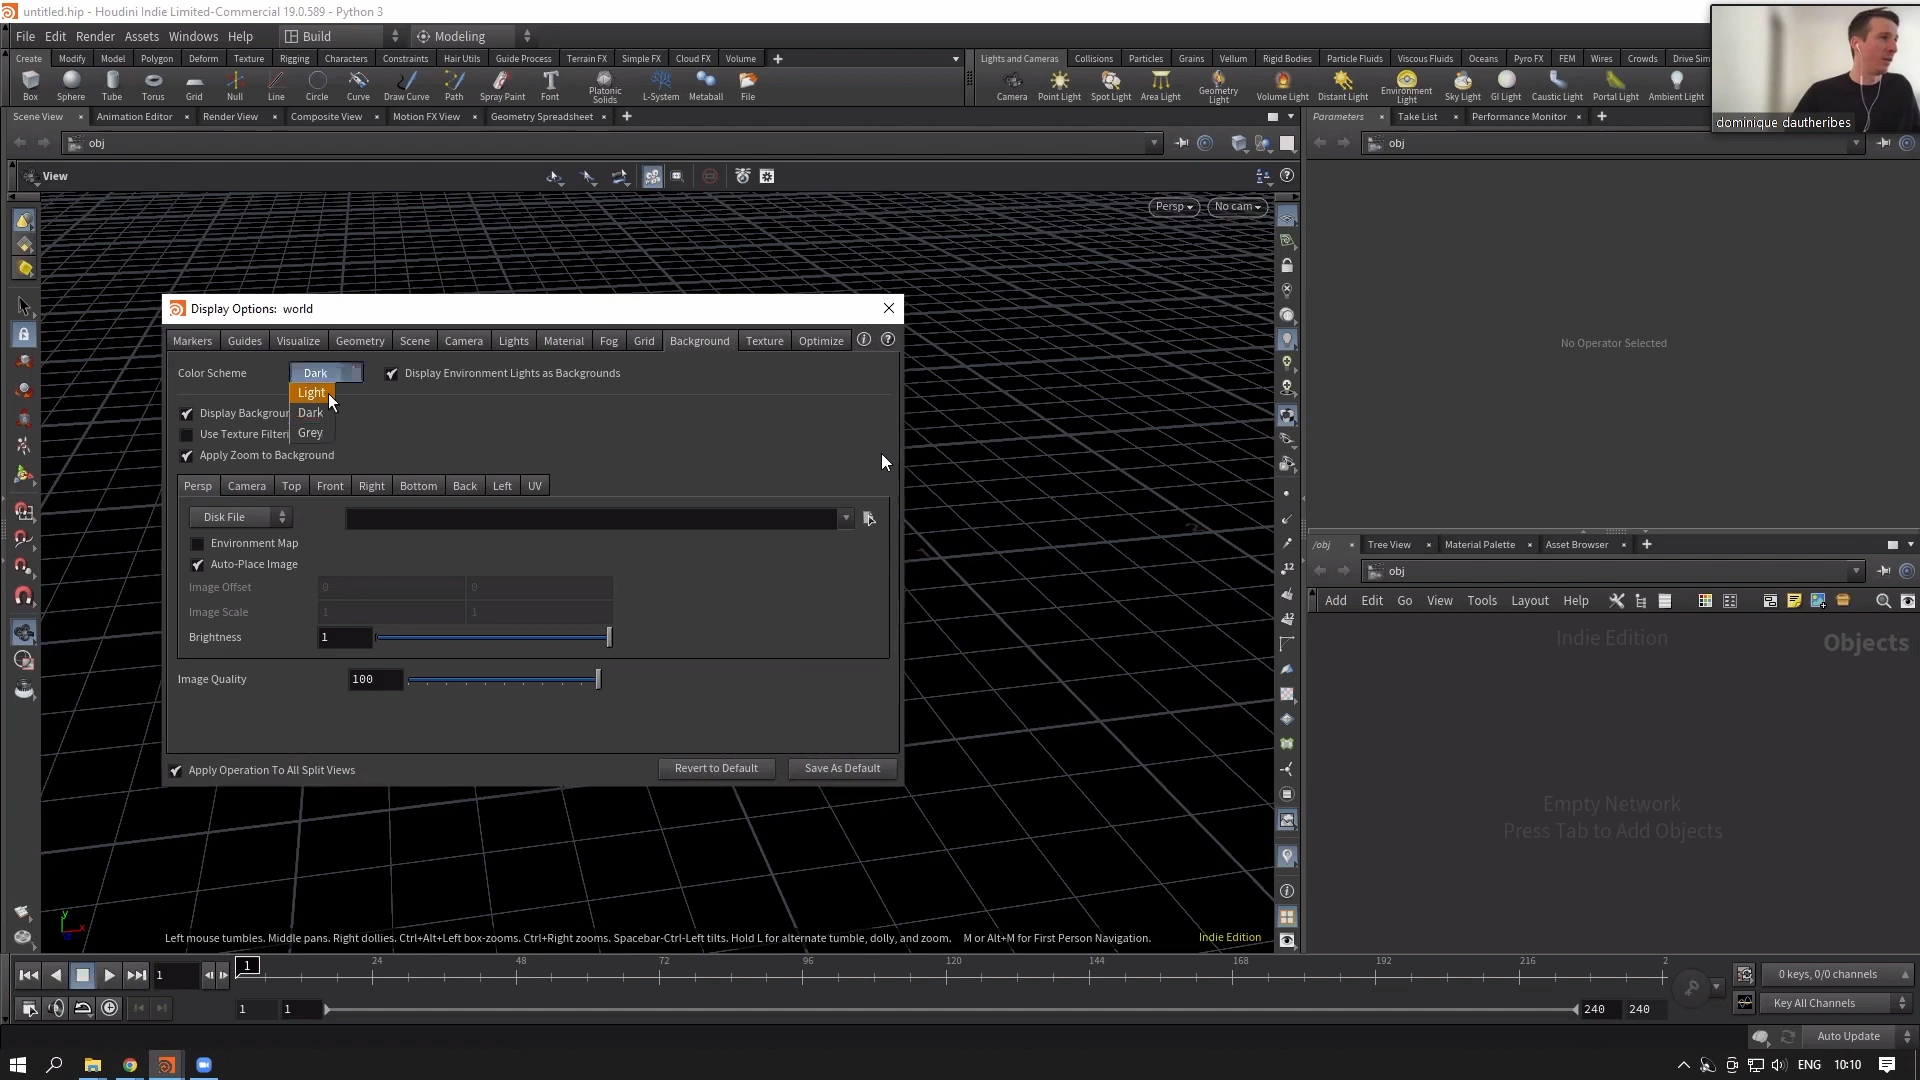 untitled.hip - Houdini Indie Limited-Commercial 19.0.589 - Python 3
File Edit Render Assets Windows Help Build Modeling
Create Modify Model Polygon Deform Texture Rigging Characters Constraints Hair Utils Guide Process Terrain FX Simple FX Cloud FX Volume
Lights and Cameras Collisions Particles Grains Vellum Rigid Bodies Particle Fluids Viscous Fluids Oceans Pyro FX FEM Wires Crowds Drive Sim
Box Sphere Tube Torus Grid Null Line Circle Curve Draw Curve Path Spray Paint Font Platonic Solids L-System Metaball File
Camera Point Light Spot Light Area Light Geometry Light Volume Light Distant Light Environment Light Sky Light GI Light Caustic Light Portal Light Ambient Light
dominique dautheribes
Scene View Animation Editor Render View Composite View Motion FX View Geometry Spreadsheet
Parameters Take List Performance Monitor
obj
obj
View
Persp No cam
No Operator Selected
Display Options: world
Markers Guides Visualize Geometry Scene Camera Lights Material Fog Grid Background Texture Optimize
Color Scheme Dark Display Environment Lights as Backgrounds
Light
Dark
Grey
Display Backgroun
Use Texture Filteri
Apply Zoom to Background
Persp Camera Top Front Right Bottom Back Left UV
Disk File
Environment Map
Auto-Place Image
Image Offset 0 0
Image Scale 1 1
Brightness 1
Image Quality 100
Apply Operation To All Split Views Revert to Default Save As Default
/obj Tree View Material Palette Asset Browser
obj
Add Edit Go View Tools Layout Help
Indie Edition Objects
Empty Network
Press Tab to Add Objects
Left mouse tumbles. Middle pans. Right dollies. Ctrl+Alt+Left box-zooms. Ctrl+Right zooms. Spacebar-Ctrl-Left tilts. Hold L for alternate tumble, dolly, and zoom. M or Alt+M for First Person Navigation.
Indie Edition
1 1 24 48 72 96 120 144 168 192 216 2
0 keys, 0/0 channels
1 1 240 240
Key All Channels
Auto Update
ENG 10:10